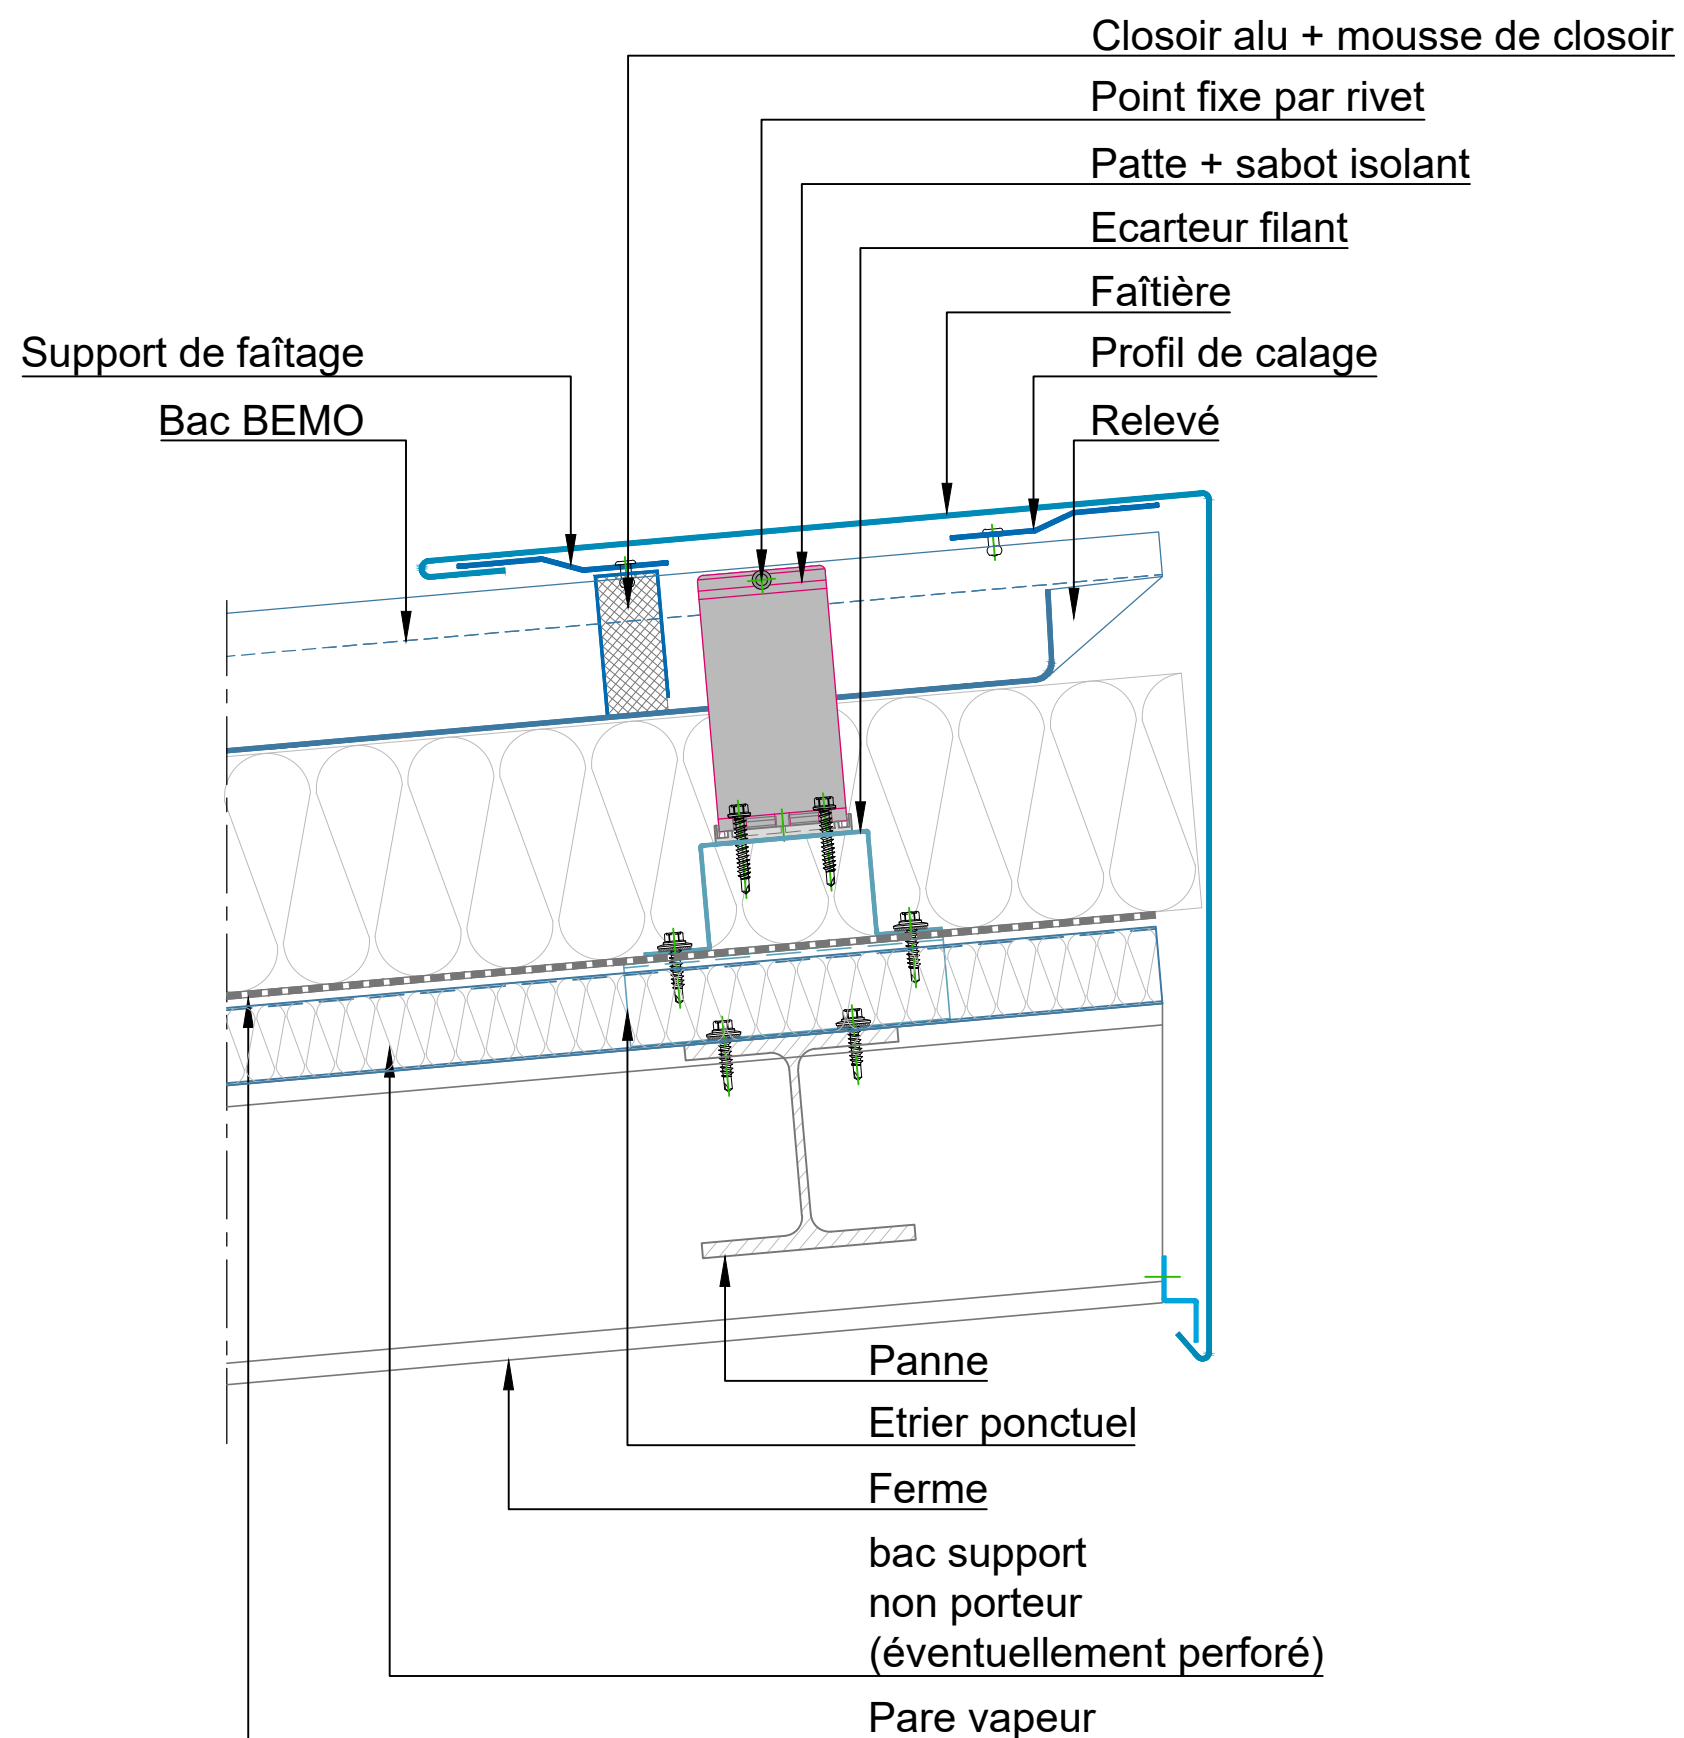 Closoir alu + mousse de closoir
Point fixe par rivet
Patte + sabot isolant
Ecarteur filant
Faîtière
Support de faîtage
Profil de calage
Bac BEMO
Relevé
Panne
Etrier ponctuel
Ferme
bac support
non porteur
(éventuellement perforé)
Pare vapeur